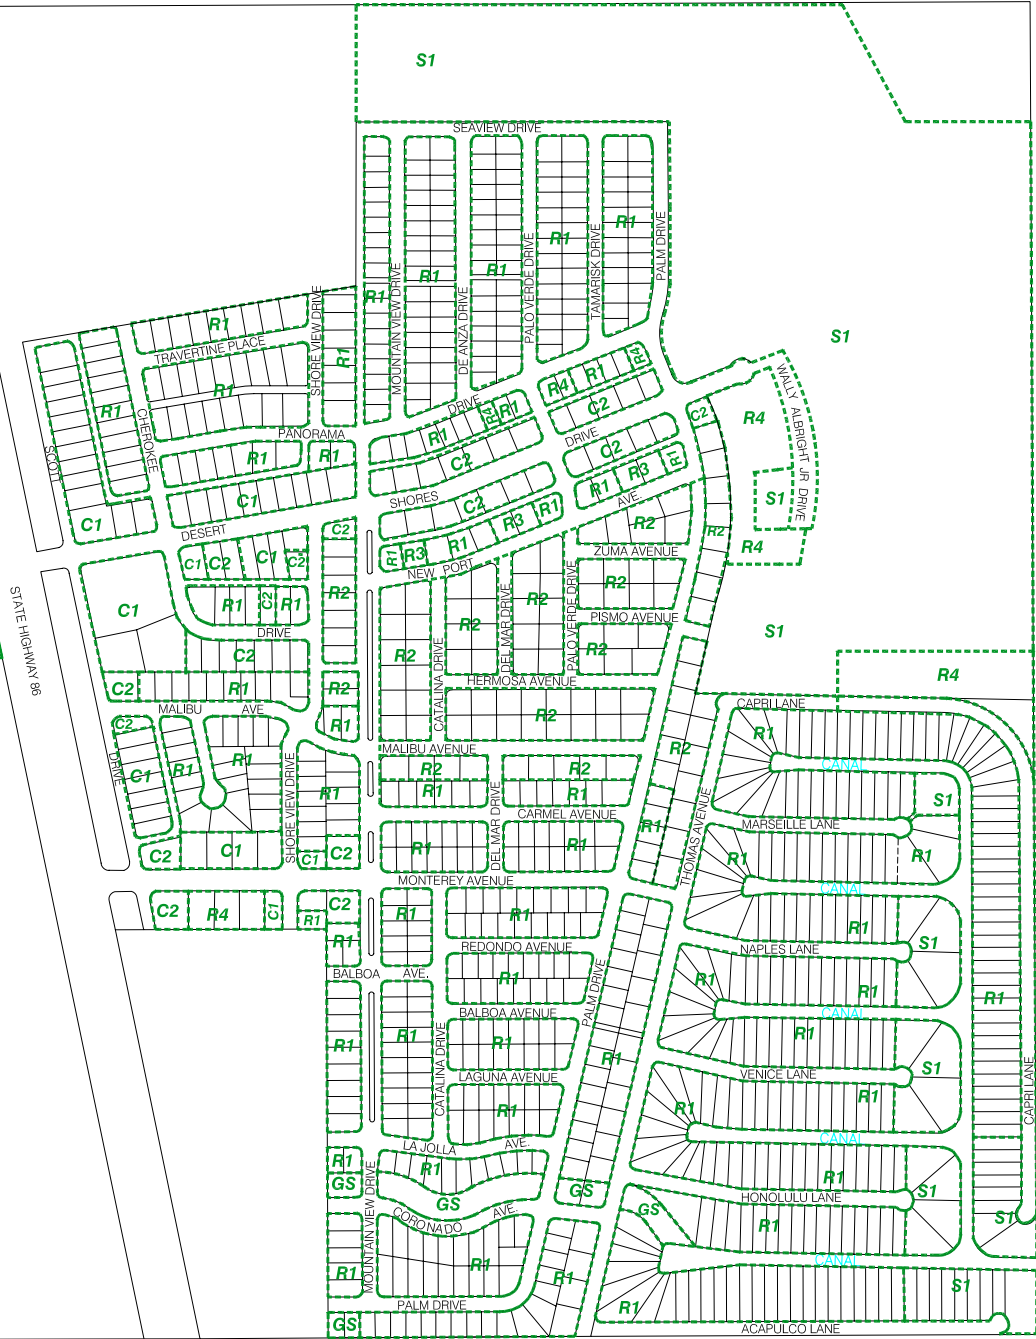 S1
SEAVIEW DRIVE
R1
R1
R1
R1
R1
S1
PALM DRIVE
TAMARISK DRIVE
PALO VERDE DRIVE
DE ANZA DRIVE
MOUNTAIN VIEW DRIVE
SHORE VIEW DRIVE
R1
TRAVERTINE PLACE
R1
R1
R1
CHEROKEE
SCOTT
R4
R1
R4
DRIVE
R4
R1
C2
C2
R4
WALLY ALBRIGHT JR DRIVE
PANORAMA
R1
R1
R1
DRIVE
C2
C2
R1
R3
R1
S1
C1
SHORES
C2
AVE.
C1
DESERT
R3
R1
R2
R2
R4
C2
R1
R3
R1
NEW PORT
ZUMA AVENUE
C1
C2
C1
C2
R2
R2
R2
C1
R1
C2
R1
R2
PISMO AVENUE
S1
DRIVE
DEL MAR DRIVE
PALO VERDE DRIVE
STATE HIGHWAY 86
C2
R2
CATALINA DRIVE
R2
R4
C2
R1
R2
HERMOSA AVENUE
MALIBU AVE
R1
R2
CAPRI LANE
C2
R1
DRIVE
C1
R1
R1
SHORE VIEW DRIVE
MALIBU AVENUE
R2
R2
R2
CANAL
R1
R1
R1
S1
DEL MAR DRIVE
CARMEL AVENUE
THOMAS AVENUE
MARSEILLE LANE
C2
C1
C1
C2
R1
R1
R1
R1
R1
MONTEREY AVENUE
CANAL
C2
R4
C1
R1
C2
R1
R1
R1
R1
REDONDO AVENUE
NAPLES LANE
S1
BALBOA AVE.
R1
R1
R1
PALM DRIVE
R1
CANAL
BALBOA AVENUE
R1
R1
R1
R1
CATALINA DRIVE
LAGUNA AVENUE
R1
VENICE LANE
S1
R1
R1
R1
CAPRI LANE
LA JOLLA AVE.
CANAL
R1
R1
R1
GS
MOUNTAIN VIEW DRIVE
GS
GS
HONOLULU LANE
S1
CORONADO AVE.
GS
R1
S1
R1
R1
R1
CANAL
S1
PALM DRIVE
R1
GS
ACAPULCO LANE